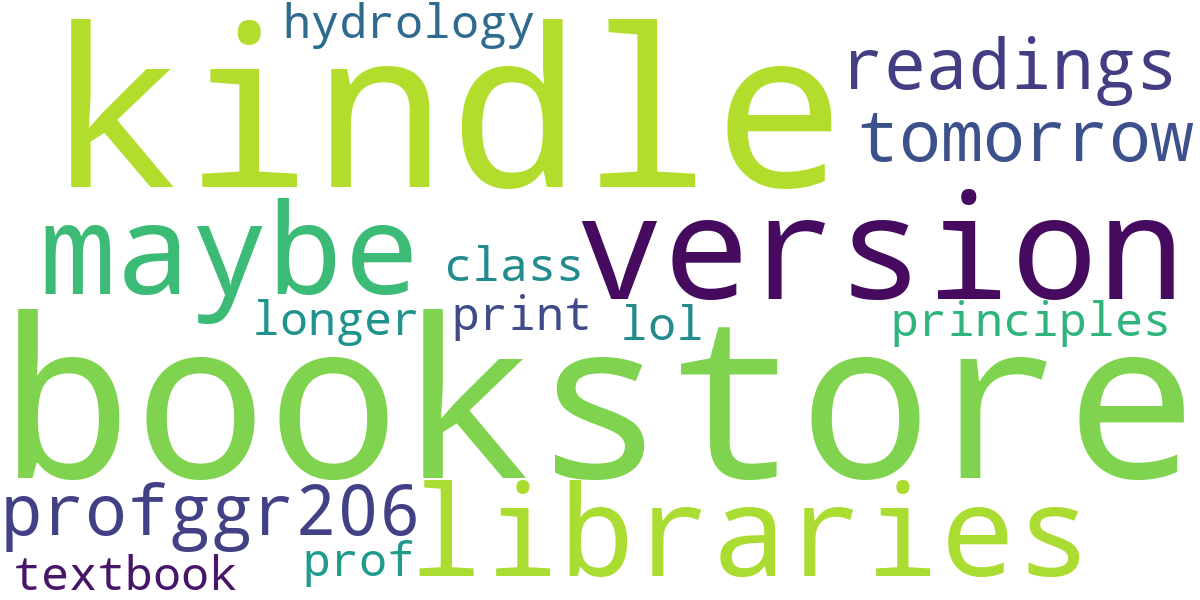 hydrology
kindle
readings
tomorrow
maybe
version
class
longer
print
lol
principles
bookstore
profggr206
libraries
prof
textbook